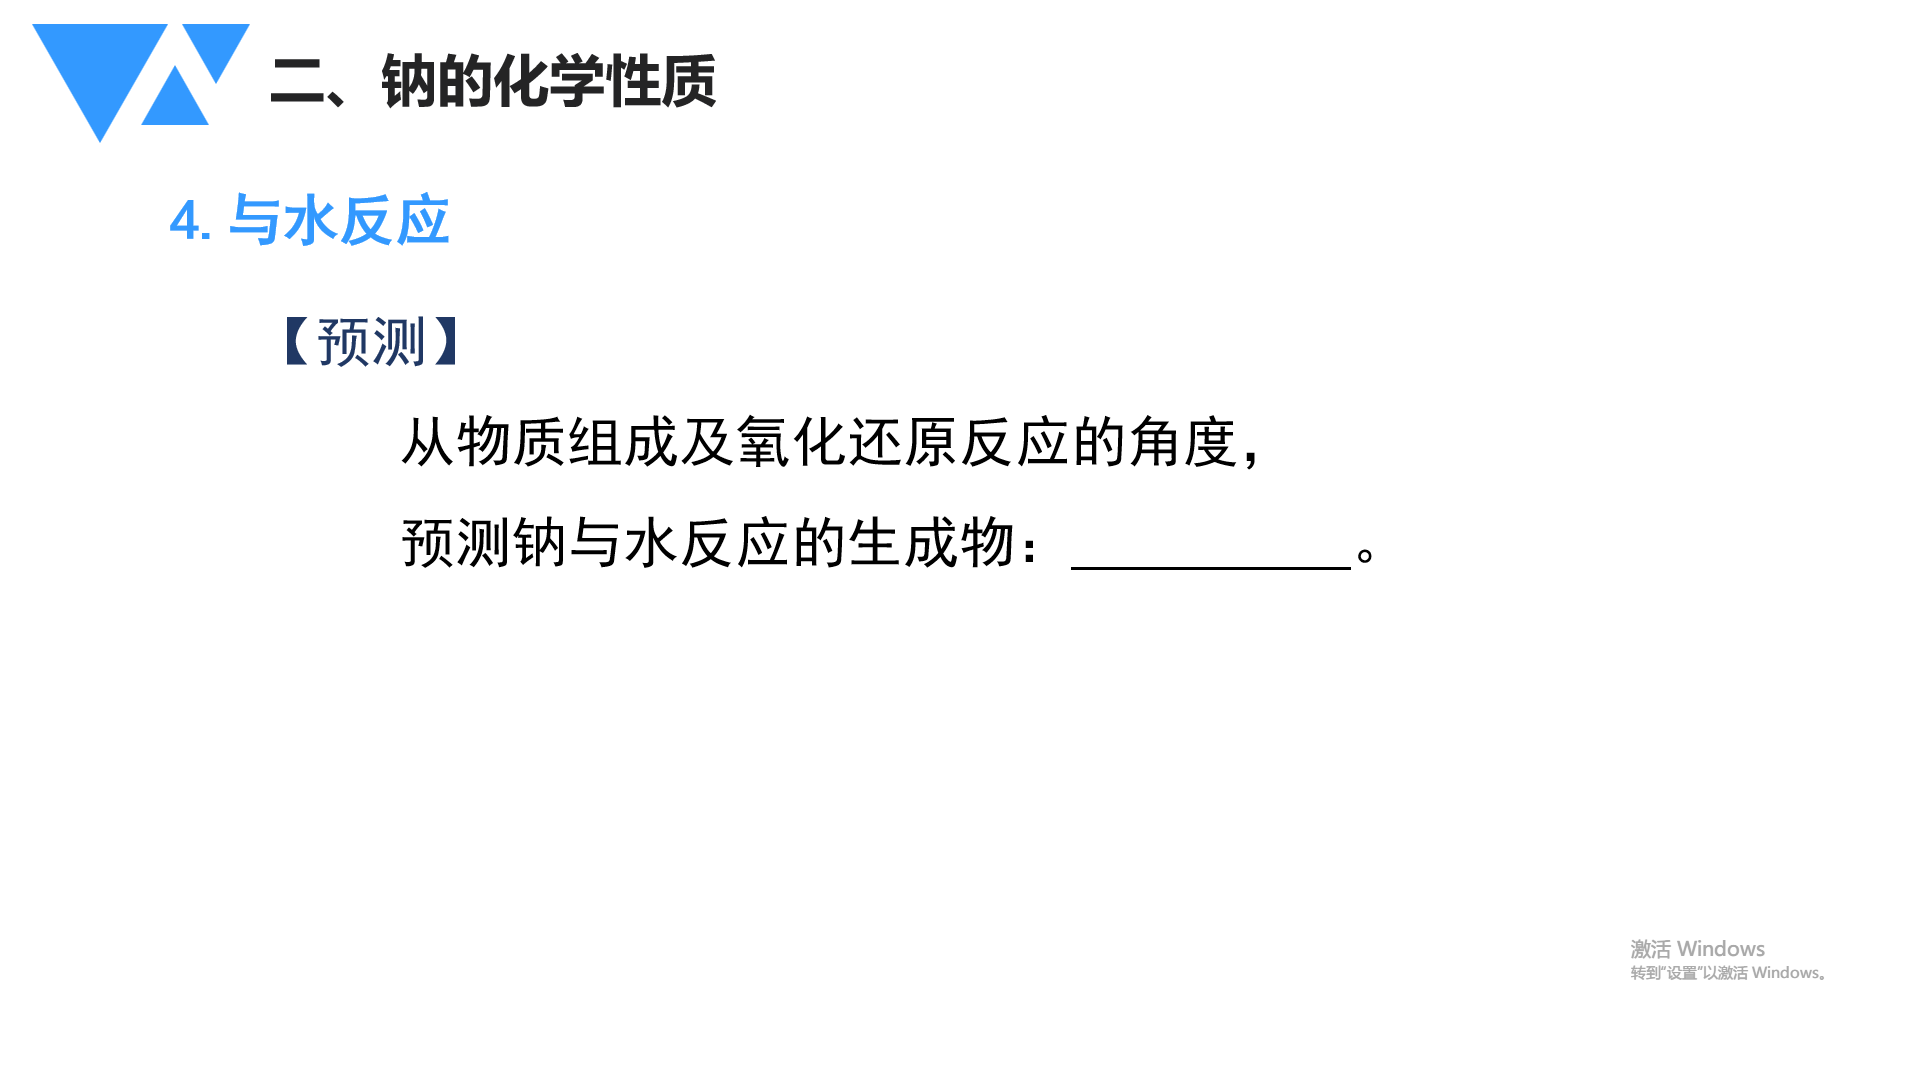 二、钠的化学性质
4. 与水反应
【预测】
从物质组成及氧化还原反应的角度，
预测钠与水反应的生成物：__________。
激活 Windows
转到“设置”以激活 Windows。